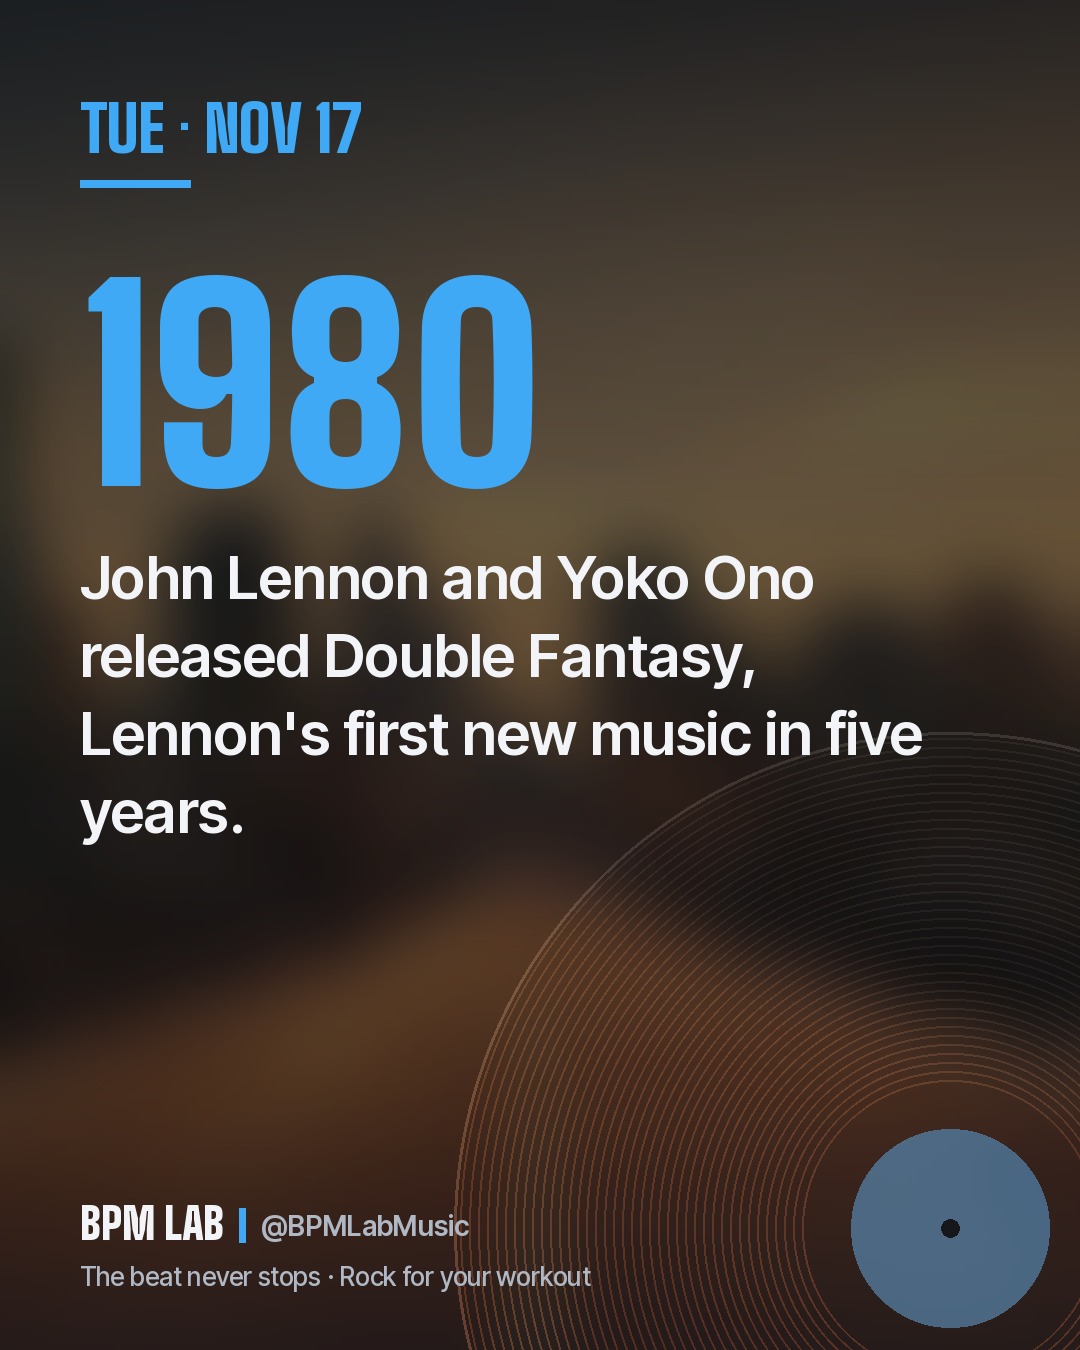 TUE · NOV 17
1980
John Lennon and Yoko Ono
released Double Fantasy,
Lennon's first new music in five
years.
BPM LAB | @BPMLabMusic
The beat never stops · Rock for your workout